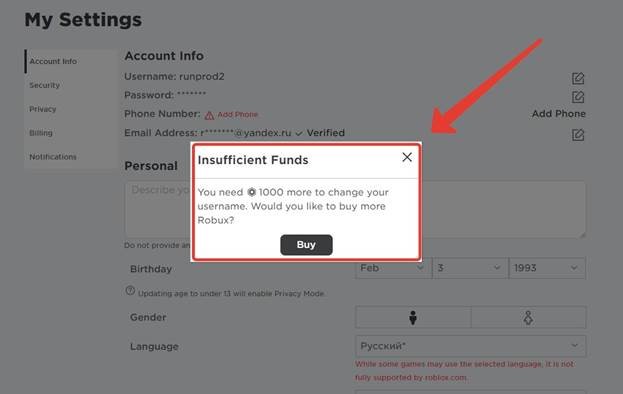 My Settings
Account Info
Security
Privacy
Billing
Notifications
Account Info
Username: runprod2
Password: *******
Phone Number: Add Phone
Add Phone
Email Address: r*******@yandex.ru ✓ Verified
Personal
Describe yo
Do not provide an
Insufficient Funds
You need 1000 more to change your
username. Would you like to buy more
Robux?
Buy
Birthday
Feb
3
1993
Updating age to under 13 will enable Privacy Mode.
Gender
Language
Русский*
While some games may use the selected language, it is not
fully supported by roblox.com.